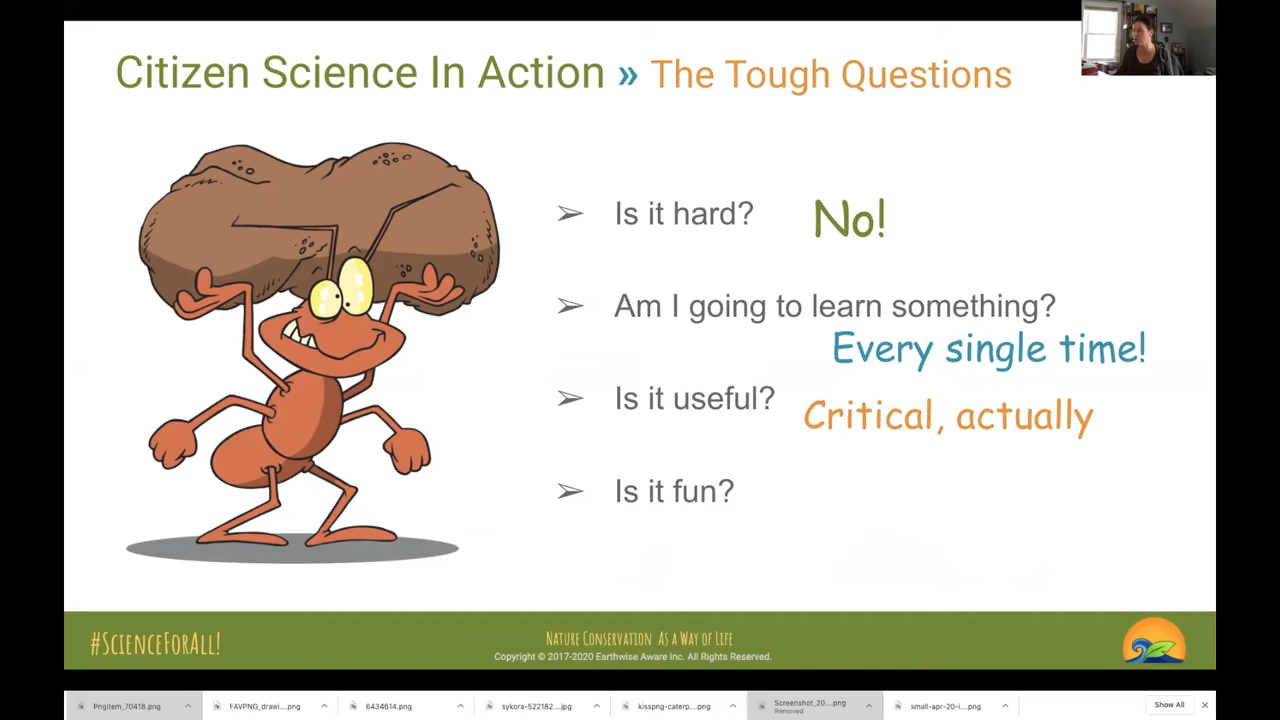 Citizen Science In Action » The Tough Questions
➢ Is it hard? No!
➢ Am I going to learn something?
Every single time!
➢ Is it useful? Critical, actually
➢ Is it fun?
#ScienceForAll!
Nature Conservation As a Way of Life
Copyright © 2017-2020 Earthwise Aware Inc. All Rights Reserved.
PngItem_70418.png
FAVPNG_drawi....png
6434614.png
sykora-522182...jpg
kisspng-caterp....png
Screenshot_20....png
Removed
small-apr-20-i....png
Show All